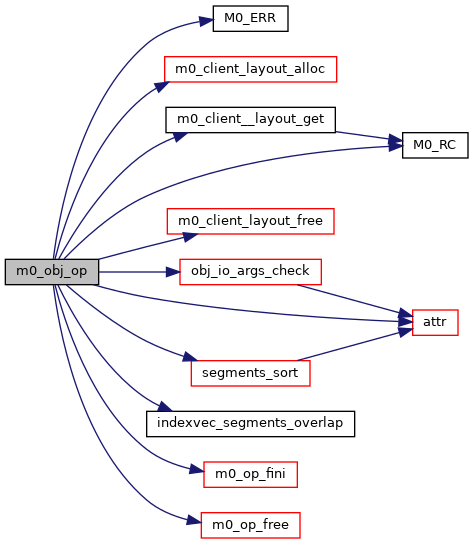 M0_ERR
m0_client_layout_alloc
m0_client__layout_get
M0_RC
m0_client_layout_free
m0_obj_op
obj_io_args_check
attr
segments_sort
indexvec_segments_overlap
m0_op_fini
m0_op_free